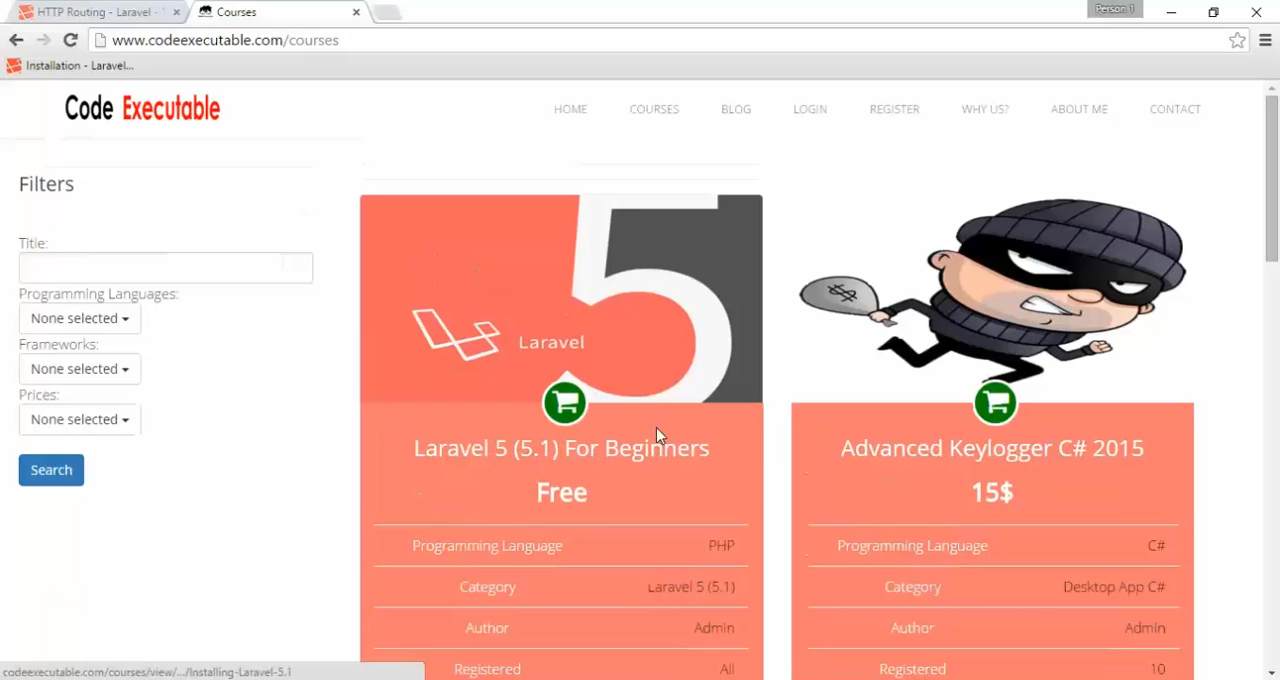 HTTP Routing - Laravel -
Courses
Person 1
www.codeexecutable.com/courses
Installation - Laravel...
Code Executable
HOME COURSES BLOG LOGIN REGISTER WHY US? ABOUT ME CONTACT
Filters
Title:
Programming Languages:
None selected
Frameworks:
None selected
Prices:
None selected
Search
5
Laravel
Laravel 5 (5.1) For Beginners
Free
Programming Language PHP
Category Laravel 5 (5.1)
Author Admin
Registered All
$
Advanced Keylogger C# 2015
15$
Programming Language C#
Category Desktop App C#
Author Admin
Registered 10
codeexecutable.com/courses/view/.../Installing-Laravel-5.1